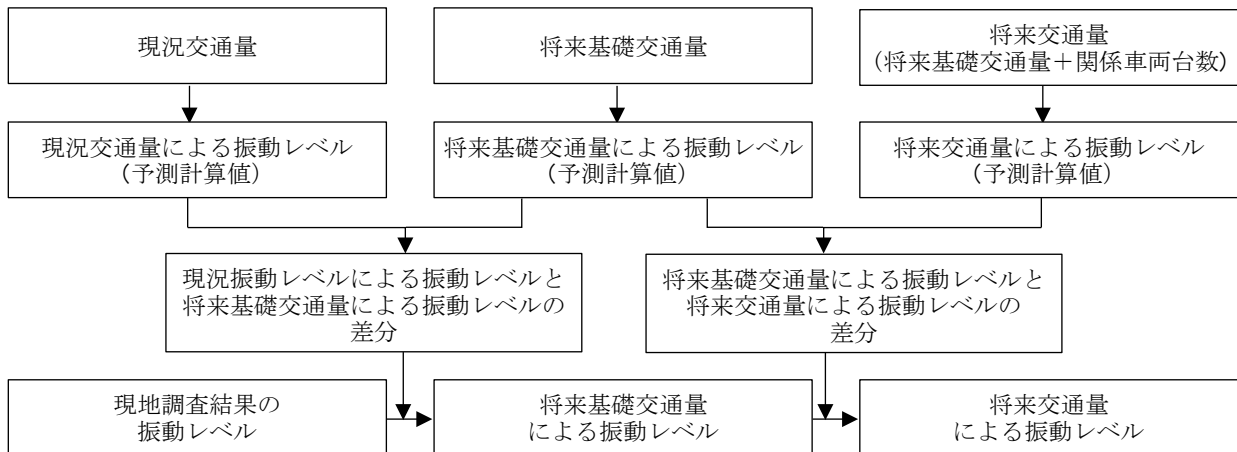 現況交通量
将来基礎交通量
将来交通量
(将来基礎交通量+関係車両台数)
現況交通量による振動レベル
(予測計算値)
将来基礎交通量による振動レベル
(予測計算値)
将来交通量による振動レベル
(予測計算値)
現況振動レベルによる振動レベルと
将来基礎交通量による振動レベルの
差分
将来基礎交通量による振動レベルと
将来交通量による振動レベルの
差分
現地調査結果の
振動レベル
将来基礎交通量
による振動レベル
将来交通量
による振動レベル